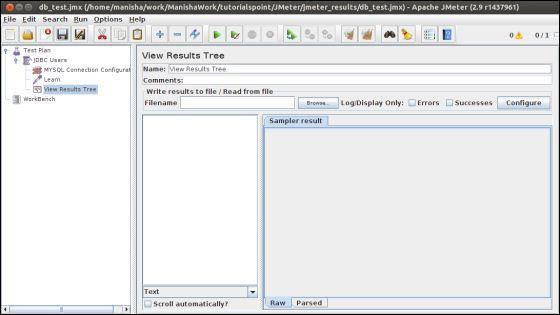 db_test.jmx (/home/manisha/work/ManishaWork/tutorialspoint/JMeter/jmeter_results/db_test.jmx) - Apache JMeter (2.9 r1437961)
File Edit Search Run Options Help
0 0 / 1
Test Plan
JDBC Users
MYSQL Connection Configurat
Learn
View Results Tree
WorkBench
View Results Tree
Name: View Results Tree
Comments:
Write results to file / Read from file
Filename Browse... Log/Display Only: Errors Successes Configure
Sampler result
Text
Scroll automatically?
Raw Parsed